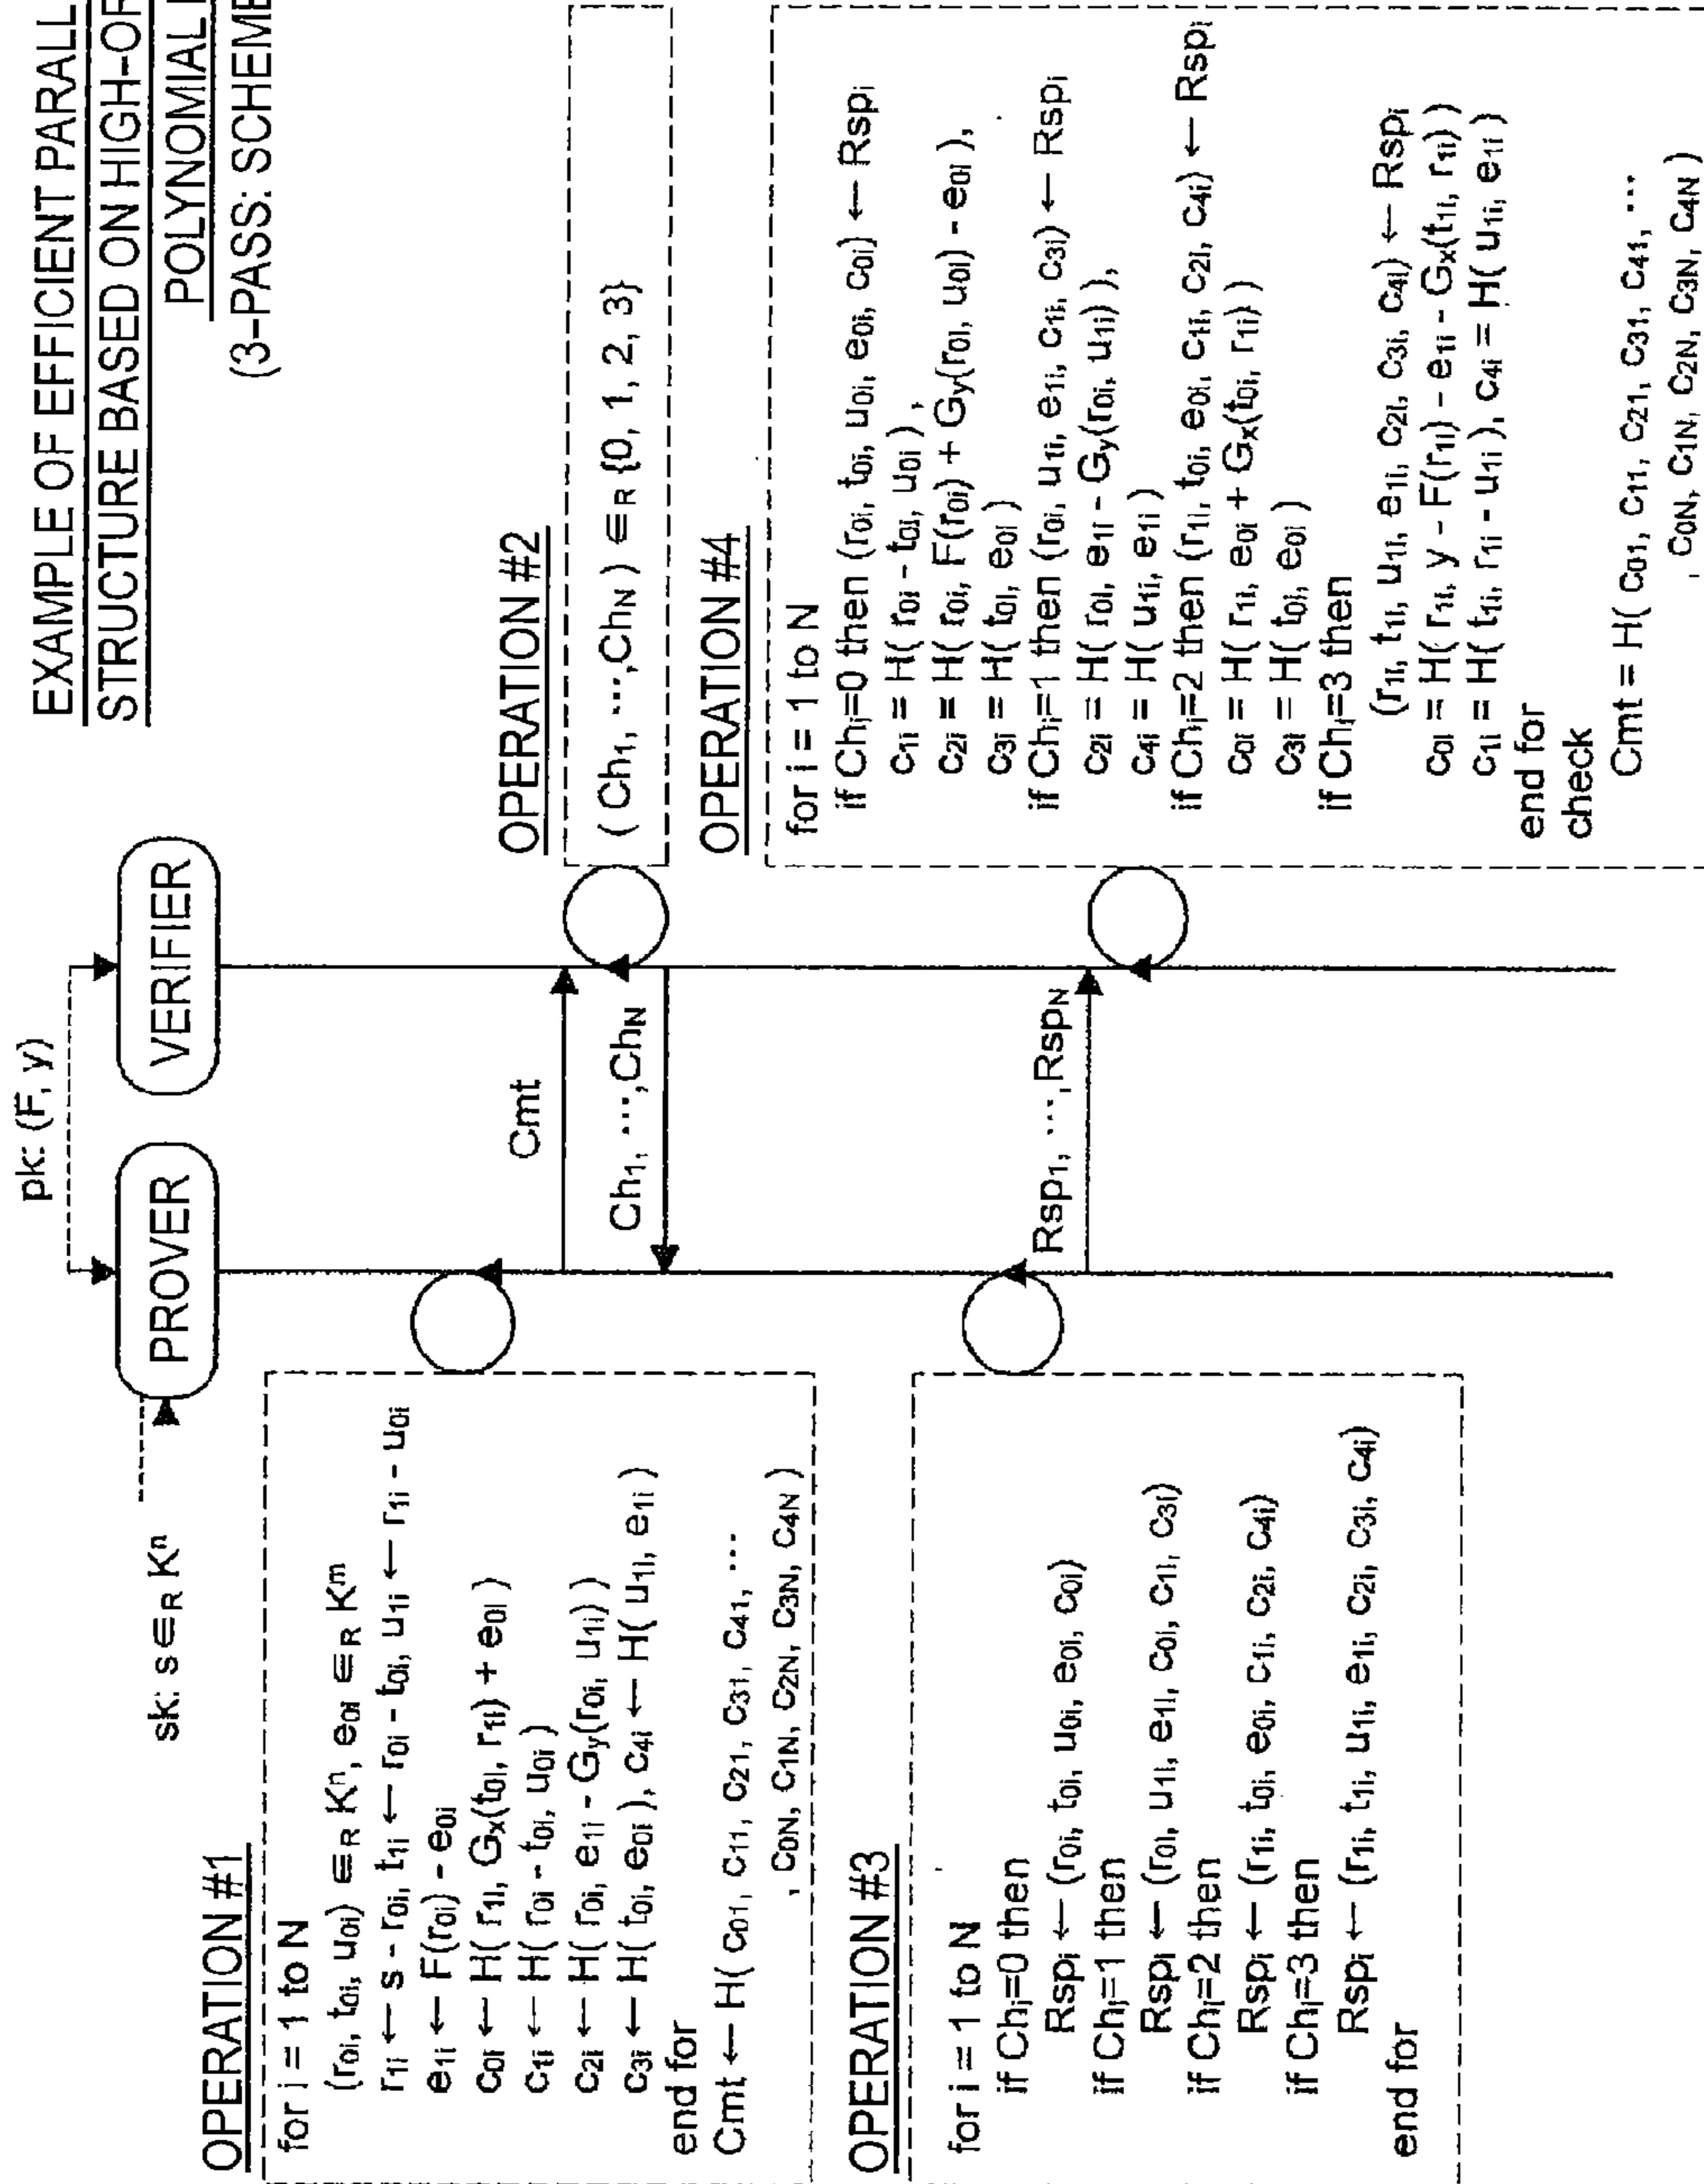 EXAMPLE OF EFFICIENT PARALL
STRUCTURE BASED ON HIGH-OR
POLYNOMIAL
(3-PASS: SCHEME
pk: (F, y)
sk: s ∈R Kⁿ
PROVER
VERIFIER
OPERATION #1
for i = 1 to N
(r0i, t0i, u0i) ∈R Kⁿ, e0i ∈R Kᵐ
r1i ← s - r0i, t1i ← r0i - t0i, u1i ← r1i - u0i
e1i ← F(r0i) - e0i
c0i ← H( r1i, Gx(t0i, r1i) + e0i )
c1i ← H( r0i - t0i, u0i )
c2i ← H( r0i, e1i - Gy(r0i, u1i) )
c3i ← H( t0i, e0i ), c4i ← H( u1i, e1i )
end for
Cmt ← H( c01, c11, c21, c31, c41, ⋯
, c0N, c1N, c2N, c3N, c4N )
Cmt
OPERATION #2
( Ch1, ⋯,ChN ) ∈R {0, 1, 2, 3}
Ch1, ⋯,ChN
OPERATION #3
for i = 1 to N
if Chi=0 then
Rspi ← (r0i, t0i, u0i, e0i, c0i)
if Chi=1 then
Rspi ← (r0i, u1i, e1i, c0i, c1i, c3i)
if Chi=2 then
Rspi ← (r1i, t0i, e0i, c1i, c2i, c4i)
if Chi=3 then
Rspi ← (r1i, t1i, u1i, e1i, c2i, c3i, c4i)
end for
Rsp1, ⋯,RspN
OPERATION #4
for i = 1 to N
if Chi=0 then (r0i, t0i, u0i, e0i, c0i) ← Rspi
c1i = H( r0i - t0i, u0i ) ,
c2i = H( r0i, F(r0i) + Gy(r0i, u0i) - e0i ),
c3i = H( t0i, e0i )
if Chi=1 then (r0i, u1i, e1i, c1i, c3i) ← Rspi
c2i = H( r0i, e1i - Gy(r0i, u1i) ),
c4i = H( u1i, e1i )
if Chi=2 then (r1i, t0i, e0i, c1i, c2i, c4i) ← Rspi
c0i = H( r1i, e0i + Gx(t0i, r1i) )
c3i = H( t0i, e0i )
if Chi=3 then
(r1i, t1i, u1i, e1i, c2i, c3i, c4i) ← Rspi
c0i = H( r1i, y - F(r1i) - e1i - Gx(t1i, r1i) )
c1i = H( t1i, r1i - u1i ), c4i = H( u1i, e1i )
end for
check
Cmt = H( c01, c11, c21, c31, c41, ⋯
, c0N, c1N, c2N, c3N, c4N )